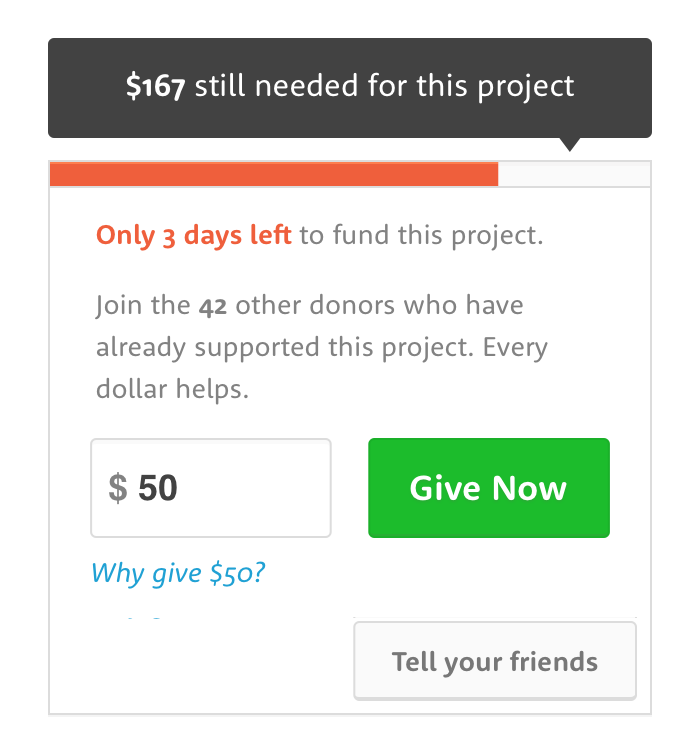 $167 still needed for this project
Only 3 days left to fund this project.
Join the 42 other donors who have
already supported this project. Every
dollar helps.
$ 50
Give Now
Why give $50?
Tell your friends